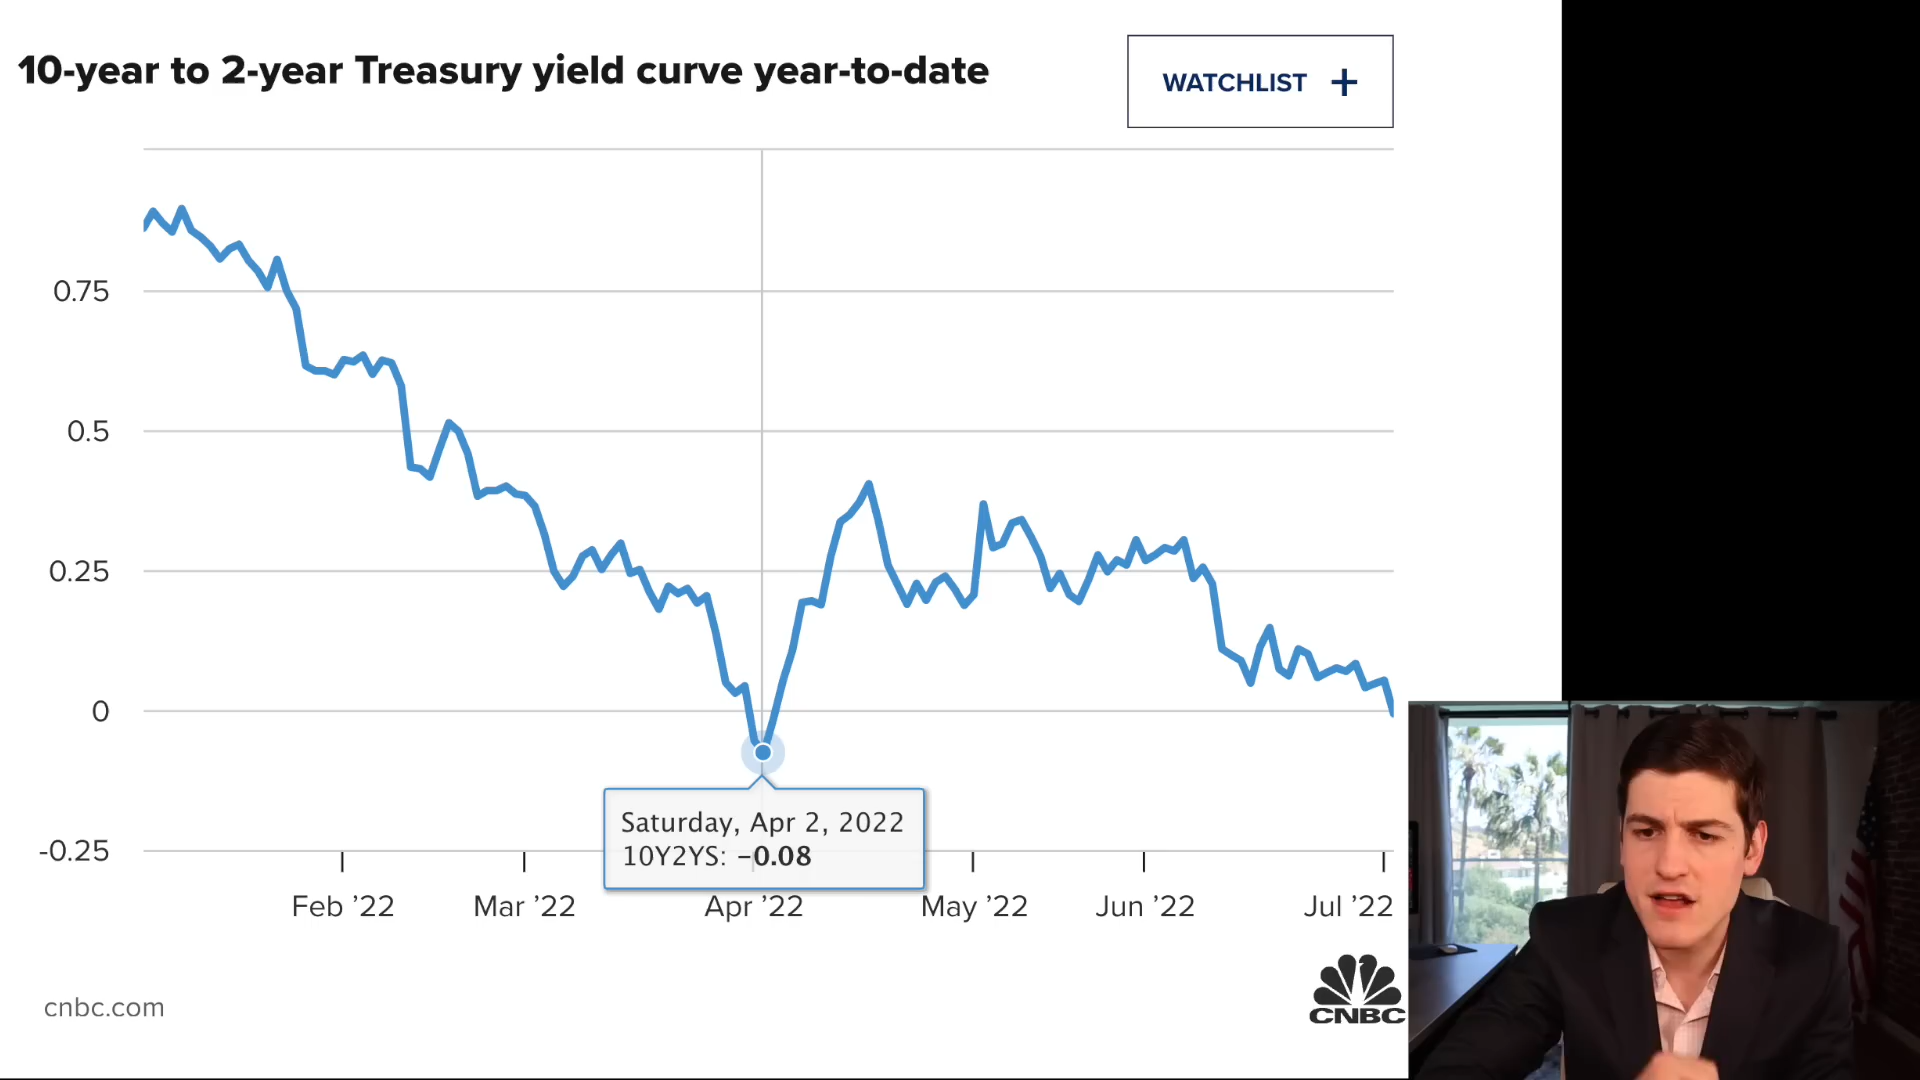 10-year to 2-year Treasury yield curve year-to-date
WATCHLIST +
0.75
0.5
0.25
0
-0.25
Saturday, Apr 2, 2022
10Y2YS: −0.08
Feb ’22
Mar ’22
Apr ’22
May ’22
Jun ’22
Jul ’22
cnbc.com
CNBC